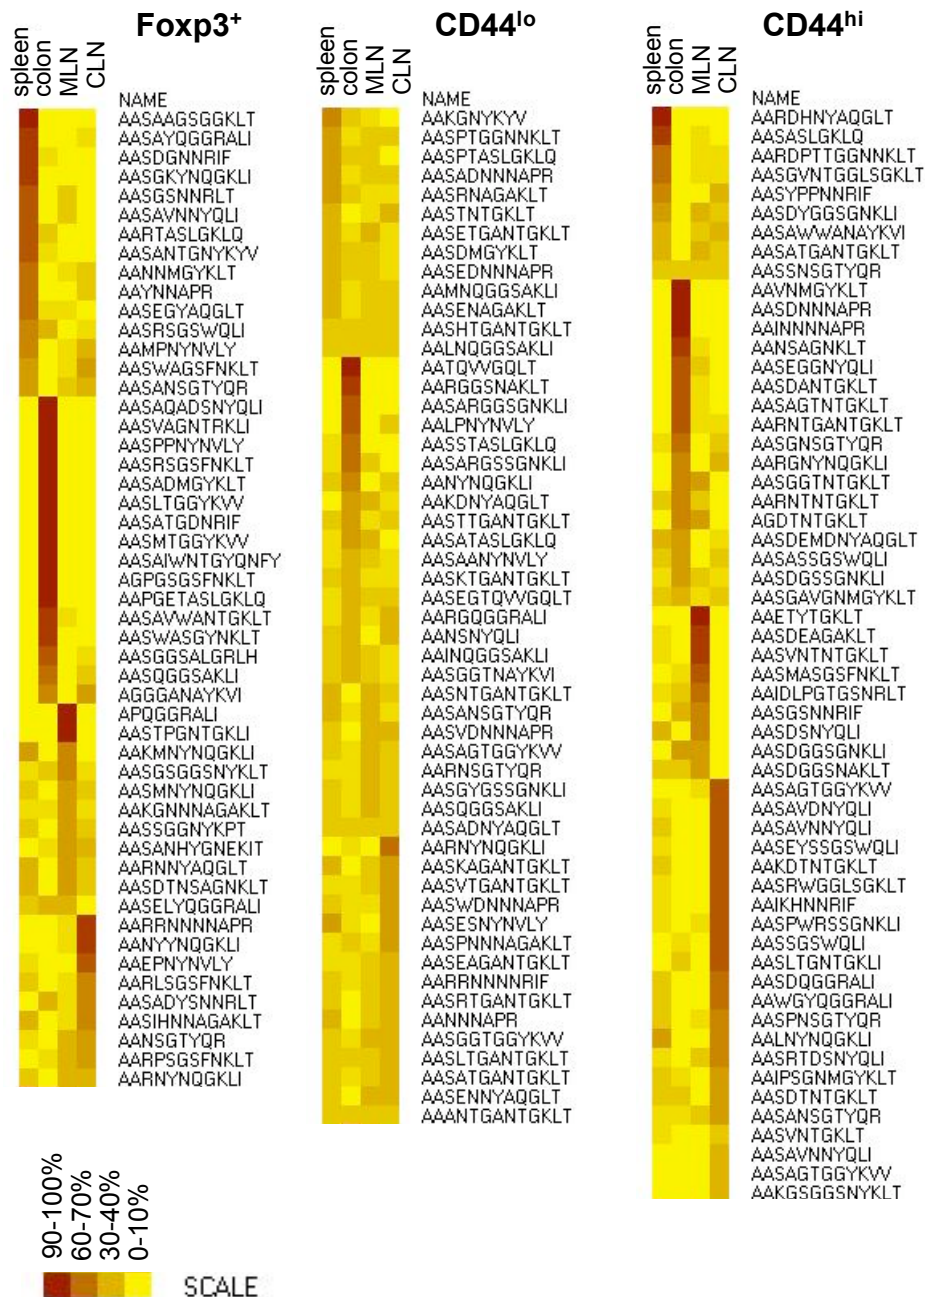 Foxp3⁺
spleen
colon
MLN
CLN
NAME
AASAAGSGGKLT
AASAYQGGRALI
AASDGNNRIF
AASGKYNQGKLI
AASGSNNRLT
AASAVNNYQLI
AARTASLGKLQ
AASANTGNYKYV
AANNMGYKLT
AAYNNAPR
AASEGYAQGLT
AASRSGSWQLI
AAMPNYNVLY
AASWAGSFNKLT
AASANSGTYQR
AASAQADSNYQLI
AASVAGNTRKLI
AASPPNYNVLY
AASRSGSFNKLT
AASADMGYKLT
AASLTGGYKVV
AASATGDNRIF
AASMTGGYKVV
AASAIWNTGYQNFY
AGPGSGSFNKLT
AAPGETASLGKLQ
AASAVWANTGKLT
AASWASGYNKLT
AASGGSALGRLH
AASQGGSAKLI
AGGGANAYKVI
APQGGRALI
AASTPGNTGKLI
AAKMNYNQGKLI
AASGSGGSNYKLT
AASMNYNQGKLI
AAKGNNNAGAKLT
AASSGGNYKPT
AASANHYGNEKIT
AARNNYAQGLT
AASDTNSAGNKLT
AASELYQGGRALI
AARRNNNNAPR
AANYYNQGKLI
AAEPNYNVLY
AARLSGSFNKLT
AASADYSNNRLT
AASIHNNAGAKLT
AANSGTYQR
AARPSGSFNKLT
AARNYNQGKLI
CD44ˡᵒ
spleen
colon
MLN
CLN
NAME
AAKGNYKYV
AASPTGGNNKLT
AASPTASLGKLQ
AASADNNNAPR
AASRNAGAKLT
AASTNTGKLT
AASETGANTGKLT
AASDMGYKLT
AASEDNNNAPR
AAMNQGGSAKLI
AASENAGAKLT
AASHTGANTGKLT
AALNQGGSAKLI
AATQVVGQLT
AARGGSNAKLT
AASARGGSGNKLI
AALPNYNVLY
AASSTASLGKLQ
AASARGSSGNKLI
AANYNQGKLI
AAKDNYAQGLT
AASTTGANTGKLT
AASATASLGKLQ
AASAANYNVLY
AASKTGANTGKLT
AASEGTQVVGQLT
AARGQGGRALI
AANSNYQLI
AAINQGGSAKLI
AASGGTNAYKVI
AASNTGANTGKLT
AASANSGTYQR
AASVDNNNAPR
AASAGTGGYKVV
AARNSGTYQR
AASGYGSSGNKLI
AASQGGSAKLI
AASADNYAQGLT
AARNYNQGKLI
AASKAGANTGKLT
AASVTGANTGKLT
AASWDNNNAPR
AASESNYNVLY
AASPNNNAGAKLT
AASEAGANTGKLT
AARRNNNNRIF
AASRTGANTGKLT
AANNNAPR
AASGGTGGYKVV
AASLTGANTGKLT
AASATGANTGKLT
AASENNYAQGLT
AAANTGANTGKLT
CD44ʰⁱ
spleen
colon
MLN
CLN
NAME
AARDHNYAQGLT
AASASLGKLQ
AARDPTTGGNNKLT
AASGVNTGGLSGKLT
AASYPPNNRIF
AASDYGGSGNKLI
AASAWWANAYKVI
AASATGANTGKLT
AASSNSGTYQR
AAVNMGYKLT
AASDNNNAPR
AAINNNNAPR
AANSAGNKLT
AASEGGNYQLI
AASDANTGKLT
AASAGTNTGKLT
AARNTGANTGKLT
AASGNSGTYQR
AARGNYNQGKLI
AASGGTNTGKLT
AARNTNTGKLT
AGDTNTGKLT
AASDEMDNYAQGLT
AASASSGSWQLI
AASDGSSGNKLI
AASGAVGNMGYKLT
AAETYTGKLT
AASDEAGAKLT
AASVNTNTGKLT
AASMASGSFNKLT
AAIDLPGTGSNRLT
AASGSNNRIF
AASDSNYQLI
AASDGGSGNKLI
AASDGGSNAKLT
AASAGTGGYKVV
AASAVDNYQLI
AASAVNNYQLI
AASEYSSGSWQLI
AAKDTNTGKLT
AASRWGGLSGKLT
AAIKHNNRIF
AASPWRSSGNKLI
AASSGSWQLI
AASLTGNTGKLI
AASDQGGRALI
AAWGYQGGRALI
AASPNSGTYQR
AALNYNQGKLI
AASRTDSNYQLI
AAIPSGNMGYKLT
AASDTNTGKLT
AASANSGTYQR
AASVNTGKLT
AASAVNNYQLI
AASAGTGGYKVV
AAKGSGGSNYKLT
90-100%
60-70%
30-40%
0-10%
SCALE